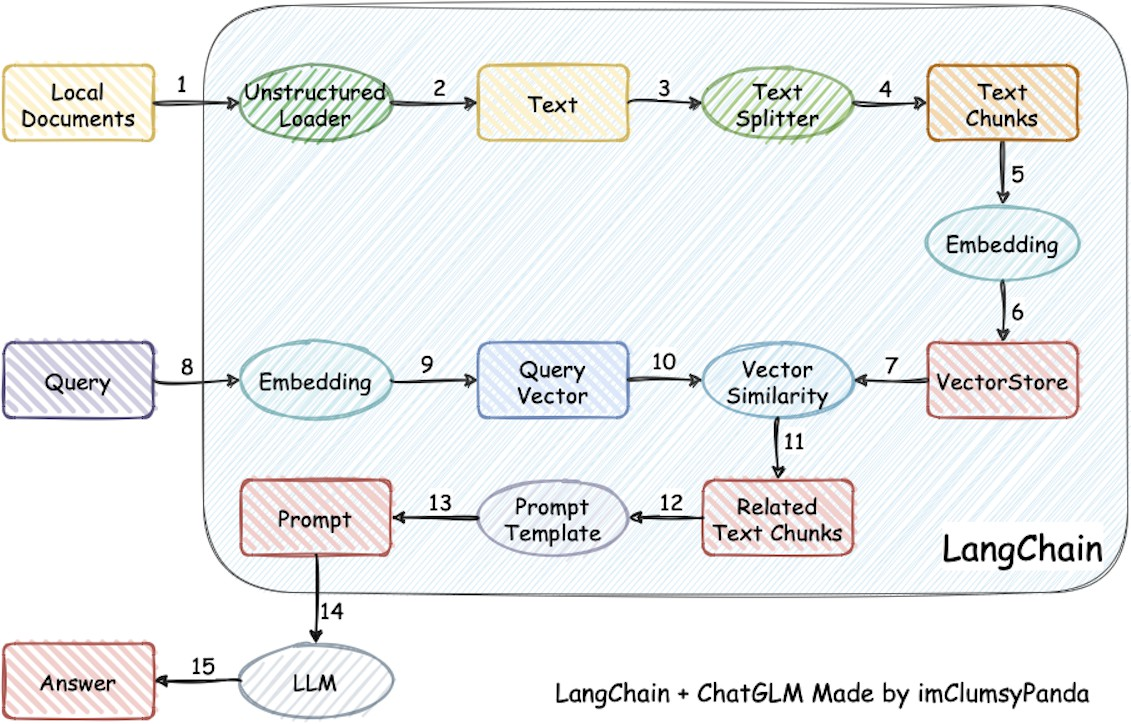 1
2
3
4
Local
Documents
Unstructured
Loader
Text
Text
Splitter
Text
Chunks
5
Embedding
6
8
9
10
7
Query
Embedding
Query
Vector
Vector
Similarity
VectorStore
11
13
12
Prompt
Prompt
Template
Related
Text Chunks
LangChain
14
15
Answer
LLM
LangChain + ChatGLM Made by imClumsyPanda